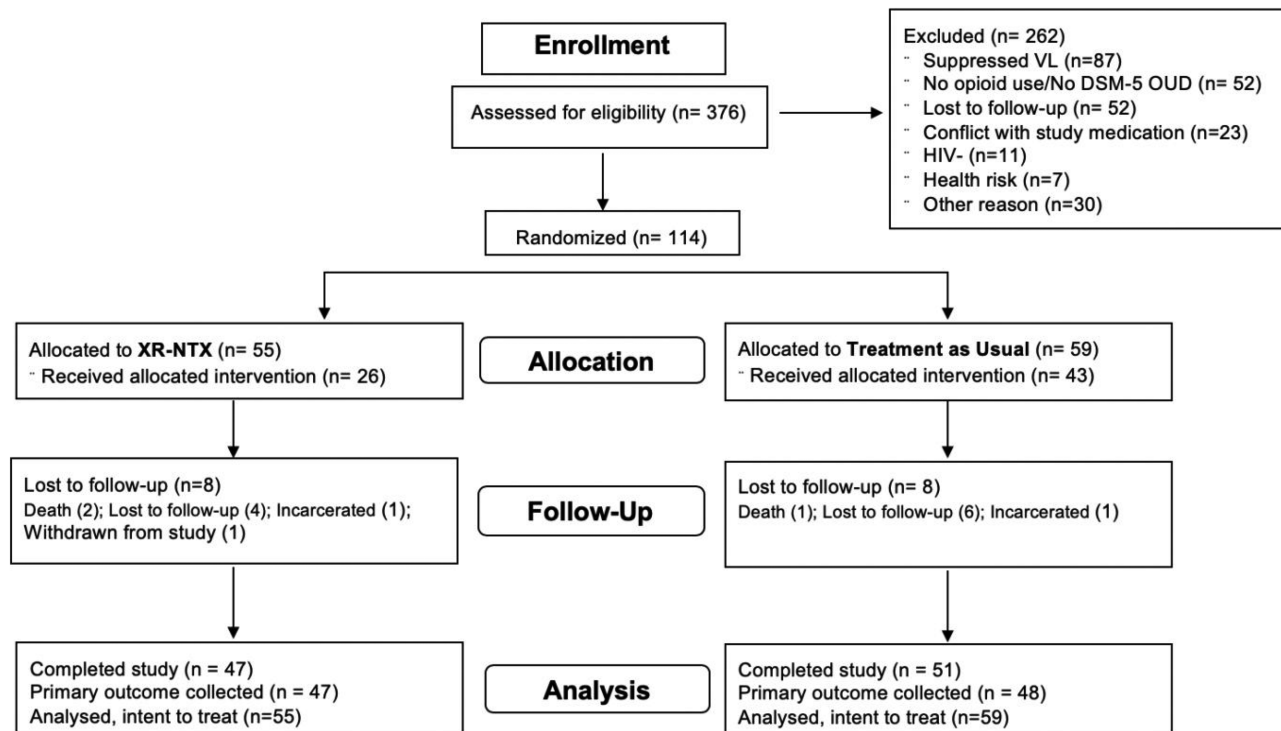 Enrollment
Assessed for eligibility (n= 376)
Excluded (n= 262)
¨ Suppressed VL (n=87)
¨ No opioid use/No DSM-5 OUD (n= 52)
¨ Lost to follow-up (n= 52)
¨ Conflict with study medication (n=23)
¨ HIV- (n=11)
¨ Health risk (n=7)
¨ Other reason (n=30)
Randomized (n= 114)
Allocation
Allocated to XR-NTX (n= 55)
¨ Received allocated intervention (n= 26)
Allocated to Treatment as Usual (n= 59)
¨ Received allocated intervention (n= 43)
Follow-Up
Lost to follow-up (n=8)
Death (2); Lost to follow-up (4); Incarcerated (1);
Withdrawn from study (1)
Lost to follow-up (n= 8)
Death (1); Lost to follow-up (6); Incarcerated (1)
Analysis
Completed study (n = 47)
Primary outcome collected (n = 47)
Analysed, intent to treat (n=55)
Completed study (n = 51)
Primary outcome collected (n = 48)
Analysed, intent to treat (n=59)